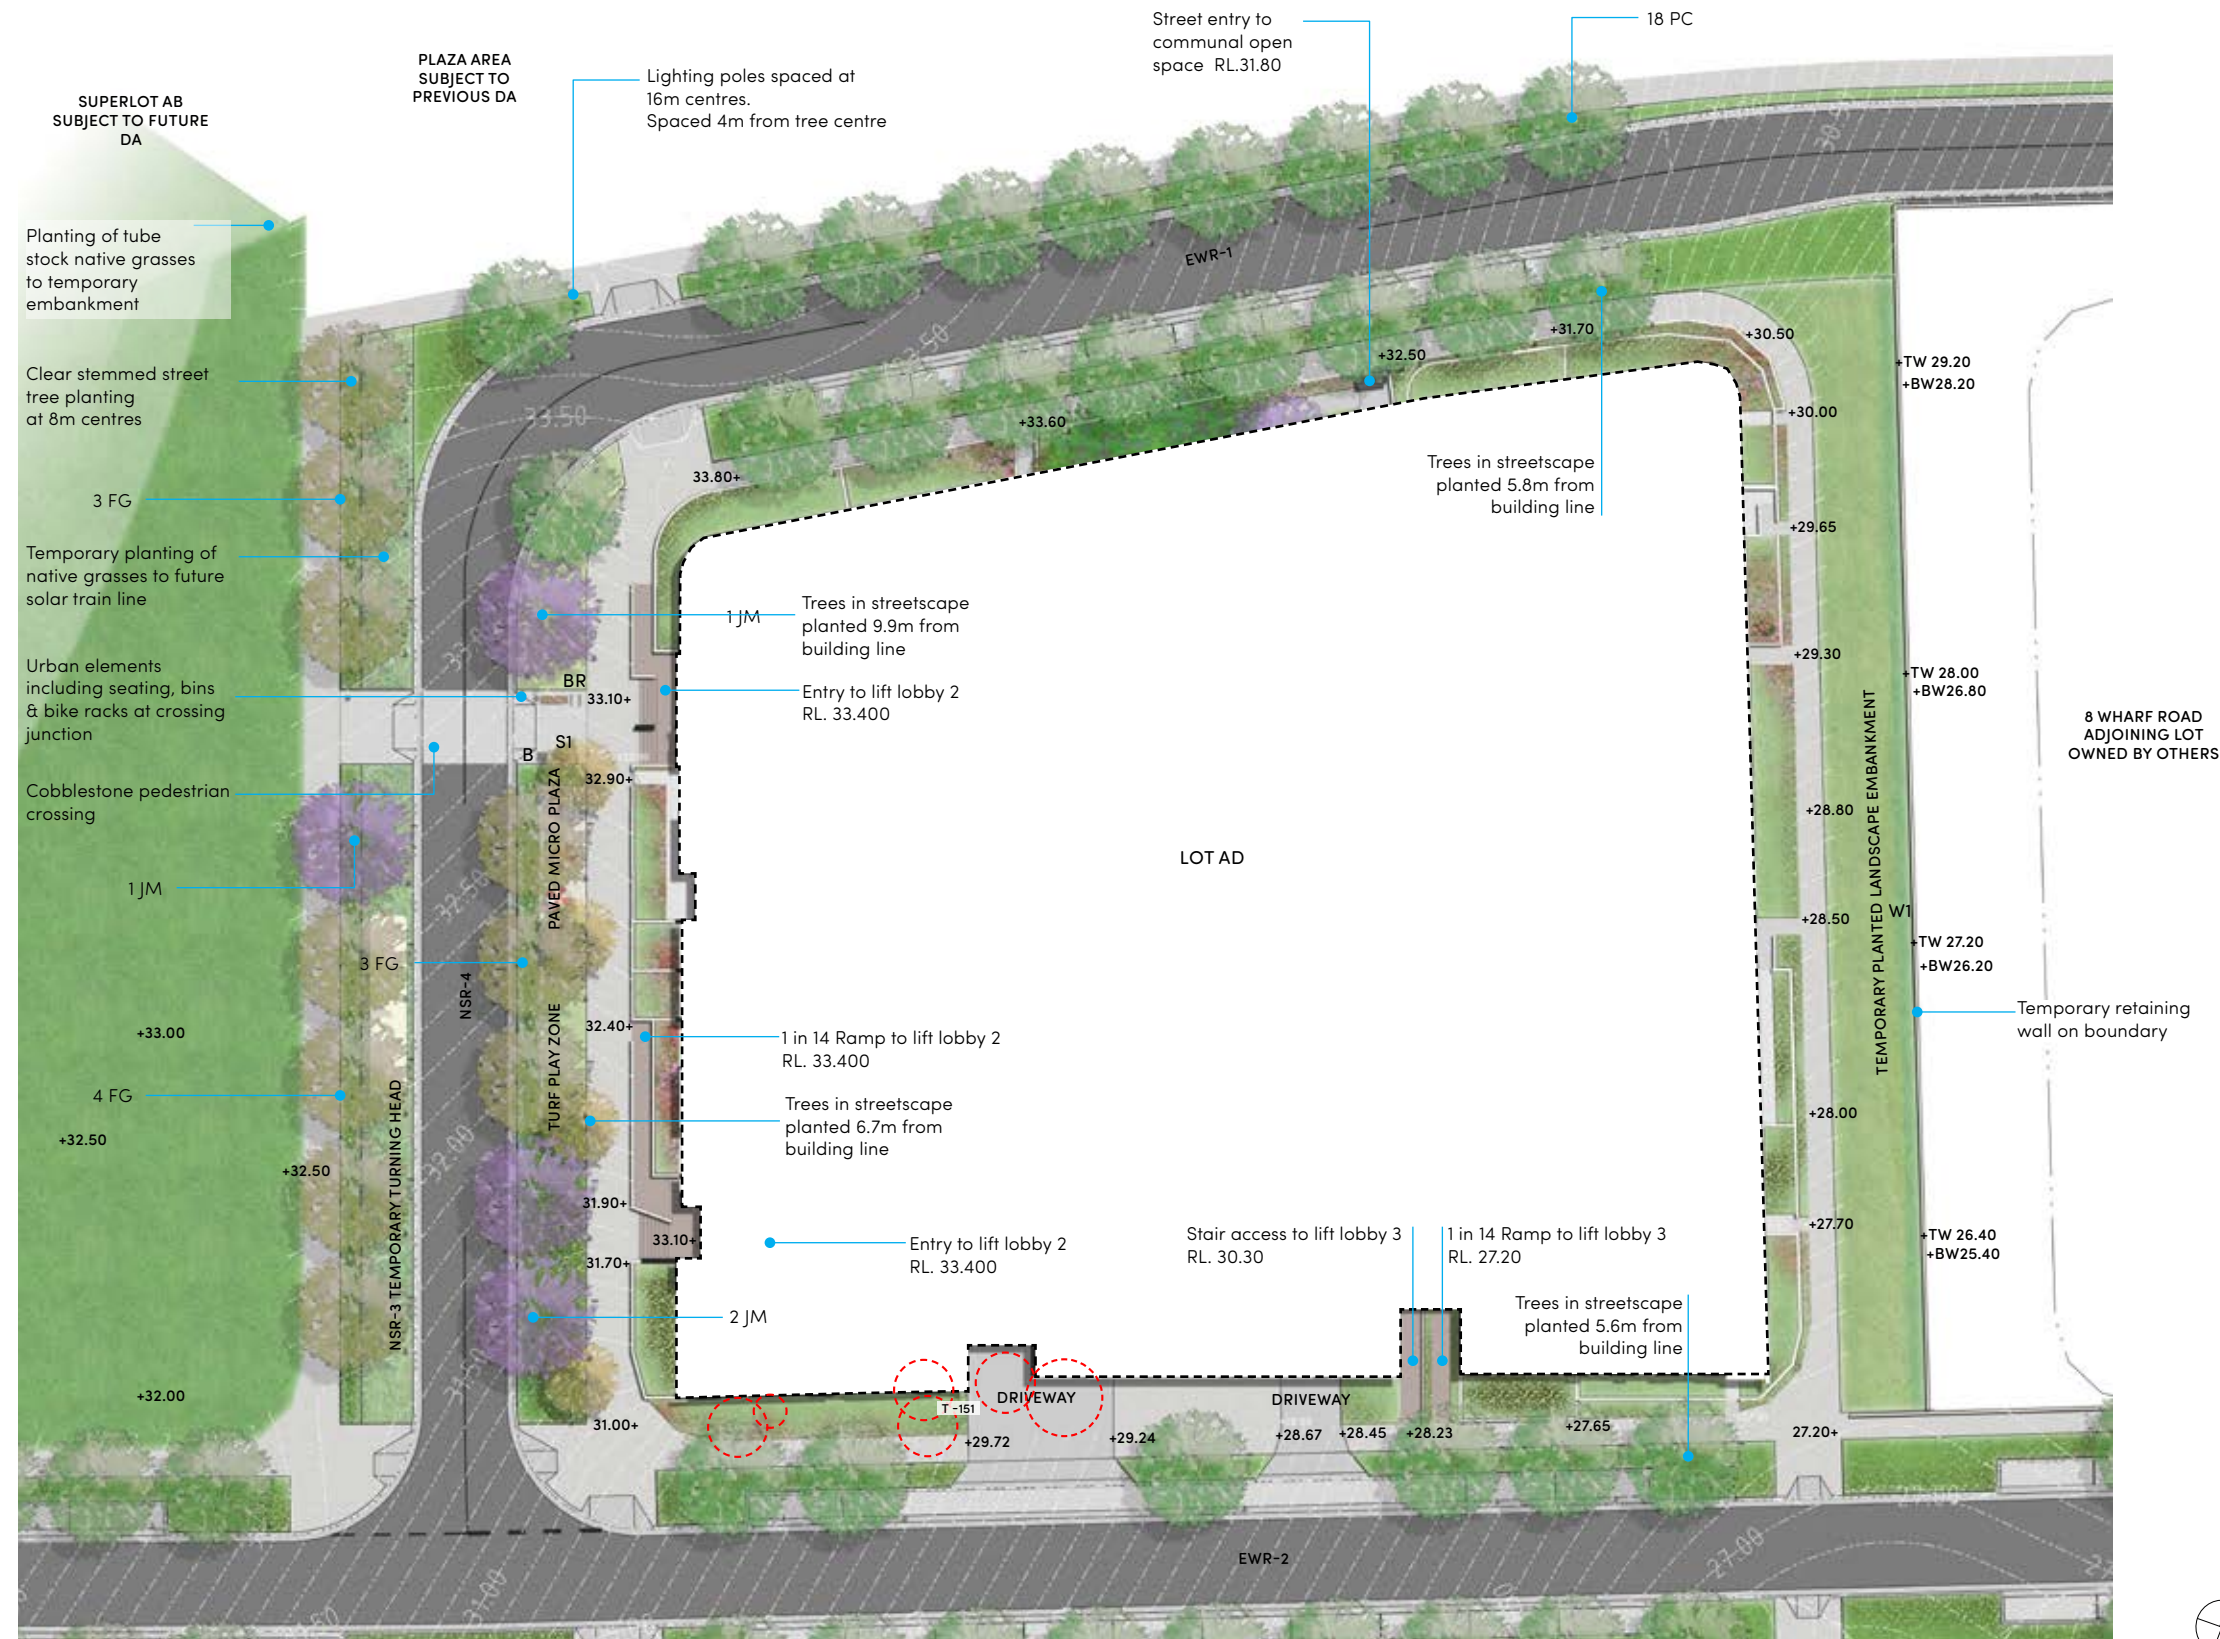 SUPERLOT AB
SUBJECT TO FUTURE
DA
PLAZA AREA
SUBJECT TO
PREVIOUS DA
Lighting poles spaced at
16m centres.
Spaced 4m from tree centre
Street entry to
communal open
space RL.31.80
18 PC
Planting of tube
stock native grasses
to temporary
embankment
Clear stemmed street
tree planting
at 8m centres
3 FG
Temporary planting of
native grasses to future
solar train line
Urban elements
including seating, bins
& bike racks at crossing
junction
Cobblestone pedestrian
crossing
1 JM
+33.00
4 FG
+32.50
+32.50
+32.00
EWR-1
33.50
+31.70
+30.50
+32.50
+33.60
33.80+
+30.00
+29.65
+29.30
+28.80
+28.50
+28.00
+27.70
Trees in streetscape
planted 5.8m from
building line
+TW 29.20
+BW28.20
+TW 28.00
+BW26.80
8 WHARF ROAD
ADJOINING LOT
OWNED BY OTHERS
W1
+TW 27.20
+BW26.20
Temporary retaining
wall on boundary
+TW 26.40
+BW25.40
TEMPORARY PLANTED LANDSCAPE EMBANKMENT
1 JM
Trees in streetscape
planted 9.9m from
building line
BR
33.10+
Entry to lift lobby 2
RL. 33.400
S1
B
32.90+
PAVED MICRO PLAZA
LOT AD
32.50
3 FG
NSR-4
TURF PLAY ZONE
32.40+
1 in 14 Ramp to lift lobby 2
RL. 33.400
Trees in streetscape
planted 6.7m from
building line
NSR-3 TEMPORARY TURNING HEAD
32.00
31.90+
33.10+
31.70+
Entry to lift lobby 2
RL. 33.400
2 JM
31.50
Stair access to lift lobby 3
RL. 30.30
1 in 14 Ramp to lift lobby 3
RL. 27.20
Trees in streetscape
planted 5.6m from
building line
DRIVEWAY
DRIVEWAY
T -151
31.00+
+29.72
+29.24
+28.67
+28.45
+28.23
+27.65
27.20+
EWR-2
31.00
27.00
27.00